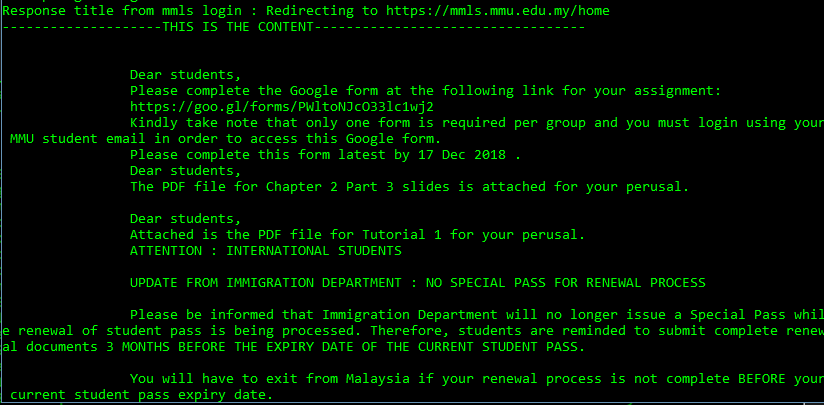 Response title from mmls login : Redirecting to https://mmls.mmu.edu.my/home
--------------------THIS IS THE CONTENT----------------------------------
Dear students,
Please complete the Google form at the following link for your assignment:
https://goo.gl/forms/PWltoNJcO33lc1wj2
Kindly take note that only one form is required per group and you must login using your
MMU student email in order to access this Google form.
Please complete this form latest by 17 Dec 2018 .
Dear students,
The PDF file for Chapter 2 Part 3 slides is attached for your perusal.
Dear students,
Attached is the PDF file for Tutorial 1 for your perusal.
ATTENTION : INTERNATIONAL STUDENTS
UPDATE FROM IMMIGRATION DEPARTMENT : NO SPECIAL PASS FOR RENEWAL PROCESS
Please be informed that Immigration Department will no longer issue a Special Pass whil
e renewal of student pass is being processed. Therefore, students are reminded to submit complete renew
al documents 3 MONTHS BEFORE THE EXPIRY DATE OF THE CURRENT STUDENT PASS.
You will have to exit from Malaysia if your renewal process is not complete BEFORE your
current student pass expiry date.